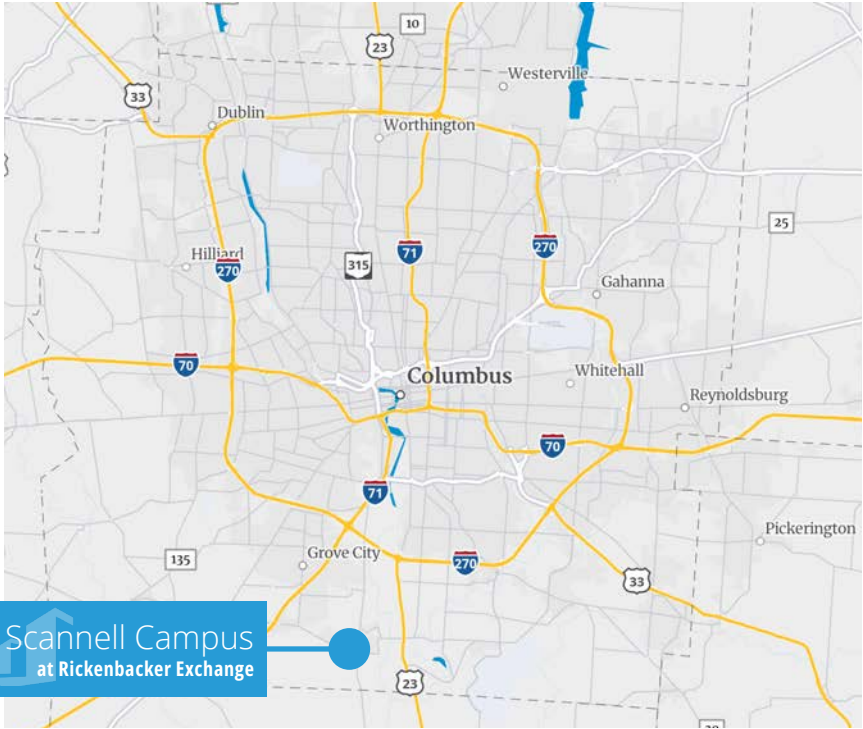 10
23
Westerville
33
Dublin
Worthington
25
71
270
315
Hilliard
270
Gahanna
70
Whitehall
Columbus
Reynoldsburg
70
71
Pickerington
Grove City
135
270
33
Scannell Campus
at Rickenbacker Exchange
23